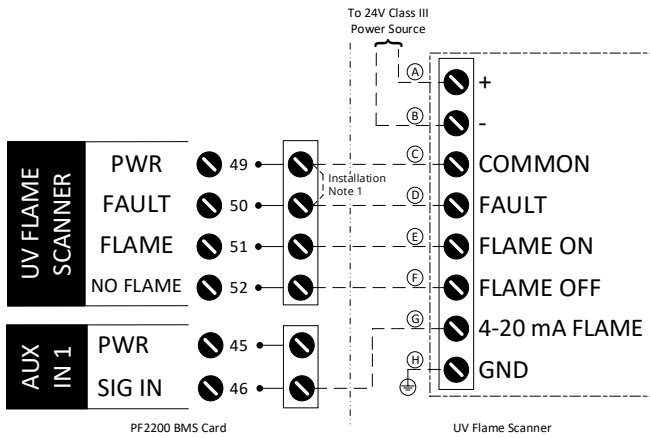 To 24V Class III
Power Source
A
+
B
-
UV FLAME
SCANNER
PWR
49
C
COMMON
Installation
Note 1
FAULT
50
D
FAULT
FLAME
51
E
FLAME ON
NO FLAME
52
F
FLAME OFF
G
4-20 mA FLAME
AUX
IN 1
PWR
45
H
GND
SIG IN
46
PF2200 BMS Card
UV Flame Scanner